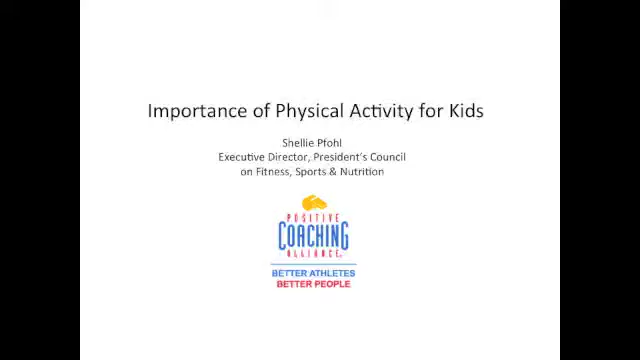 Importance of Physical Activity for Kids
Shellie Pfohl
Executive Director, President's Council
on Fitness, Sports & Nutrition
POSITIVE
COACHING
ALLIANCE
BETTER ATHLETES
BETTER PEOPLE